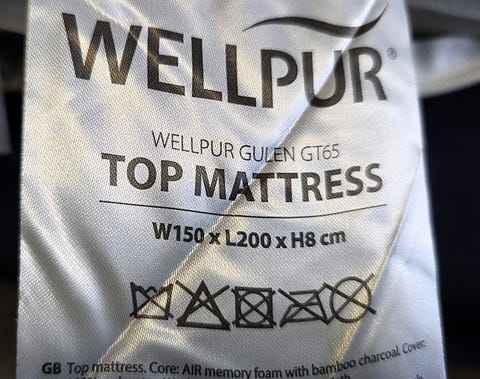 WELLPUR®
WELLPUR GULEN GT65
TOP MATTRESS
W150 x L200 x H8 cm
GB Top mattress. Core: AIR memory foam with bamboo charcoal. Cover: